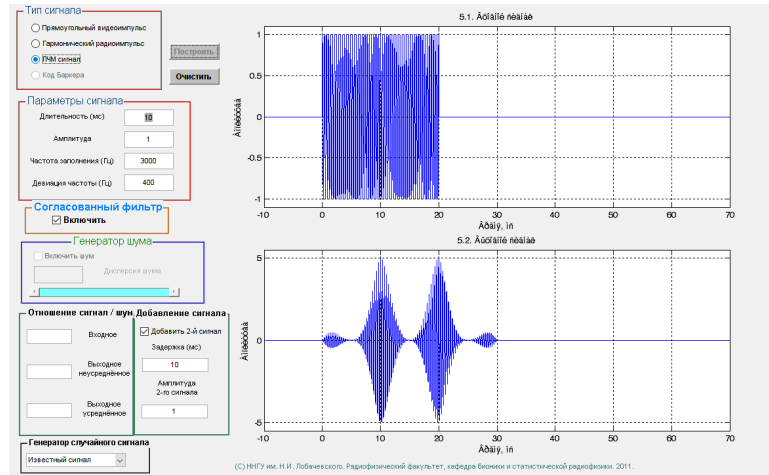 Тип сигнала
Прямоугольный видеоимпульс
Гармонический радиоимпульс
ЛЧМ сигнал
Код Баркера
Построить
Очистить
Параметры сигнала
Длительность (мс) 10
Амплитуда 1
Частота заполнения (Гц) 3000
Девиация частоты (Гц) 400
Согласованный фильтр
Включить
Генератор шума
Включить шум
Дисперсия шума
Отношение сигнал / шум
Входное
Выходное
неусреднённое
Выходное
усреднённое
Добавление сигнала
Добавить 2-й сигнал
Задержка (мс)
10
Амплитуда
2-го сигнала
1
Генератор случайного сигнала
Известный сигнал
1
0.5
0
-0.5
-1
-10 0 10 20 30 40 50 60 70
5
0
-5
-10 0 10 20 30 40 50 60 70
(C) ННГУ им. Н.И. Лобачевского. Радиофизический факультет, кафедра бионики и статистической радиофизики. 2011.